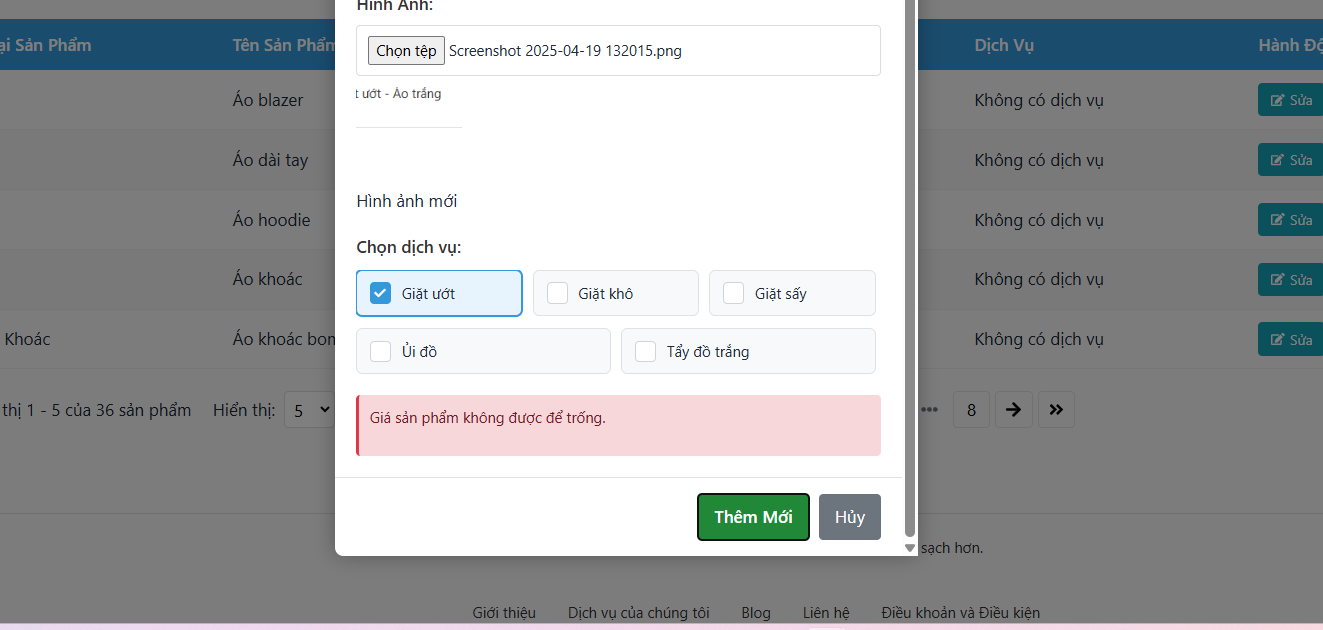 Hình Ảnh:
ại Sản Phẩm
Tên Sản Phẩm
Dịch Vụ
Hành Độ
Chọn tệp Screenshot 2025-04-19 132015.png
t ướt - Áo trắng
Áo blazer
Không có dịch vụ
Sửa
Áo dài tay
Không có dịch vụ
Sửa
Hình ảnh mới
Áo hoodie
Không có dịch vụ
Sửa
Chọn dịch vụ:
Áo khoác
Không có dịch vụ
Sửa
Giặt ướt
Giặt khô
Giặt sấy
Khoác
Áo khoác bom
Không có dịch vụ
Sửa
Ủi đồ
Tẩy đồ trắng
thị 1 - 5 của 36 sản phẩm
Hiển thị:
5
8
Giá sản phẩm không được để trống.
Thêm Mới
Hủy
sạch hơn.
Giới thiệu
Dịch vụ của chúng tôi
Blog
Liên hệ
Điều khoản và Điều kiện